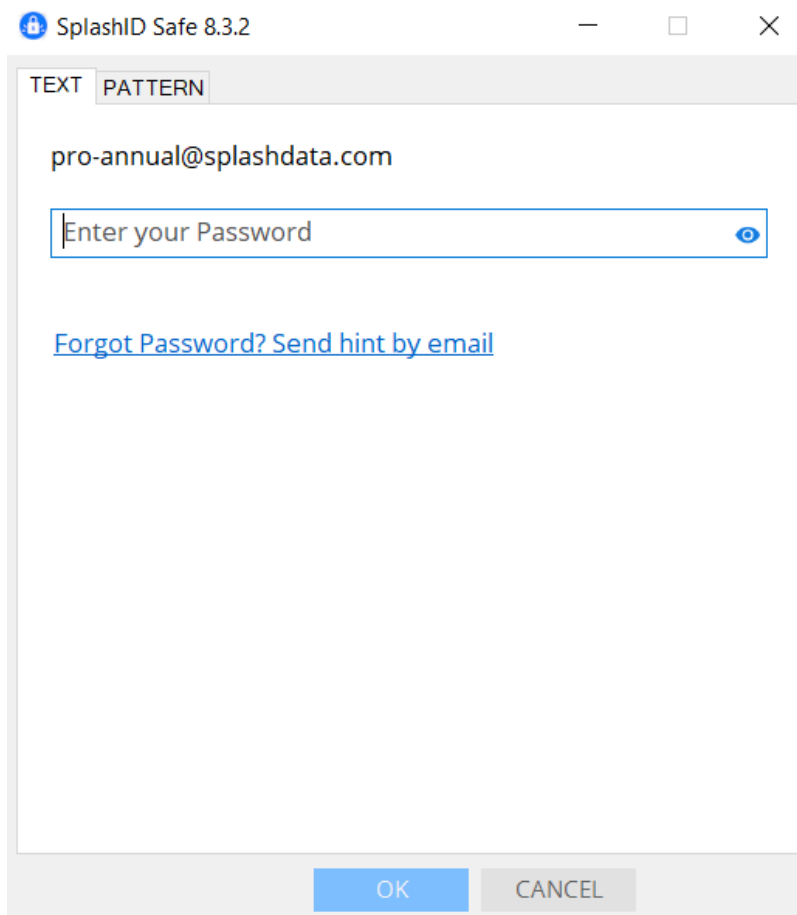 SplashID Safe 8.3.2
TEXT PATTERN
pro-annual@splashdata.com
Enter your Password
Forgot Password? Send hint by email
OK CANCEL